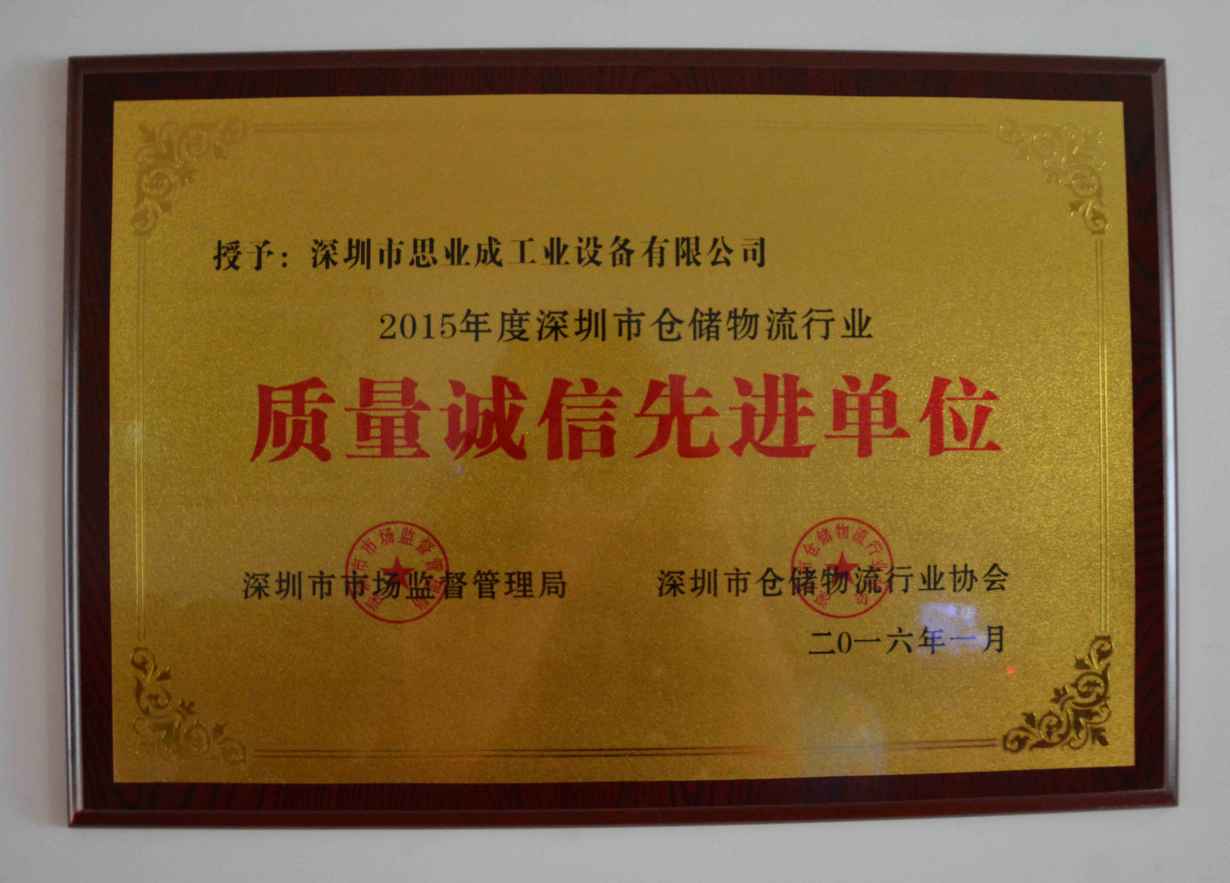 授予：深圳市思业成工业设备有限公司
2015年度深圳市仓储物流行业
质量诚信先进单位
深圳市市场监督管理局
深圳市仓储物流行业协会
二0一六年一月